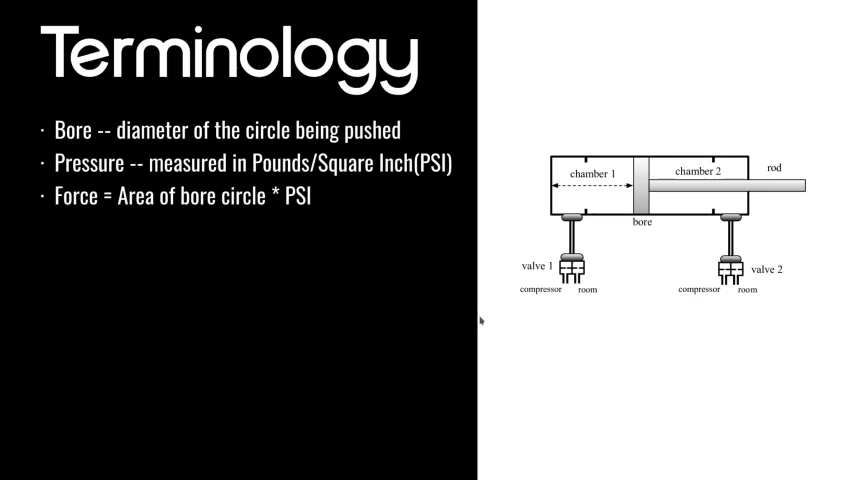 Terminology
· Bore -- diameter of the circle being pushed
· Pressure -- measured in Pounds/Square Inch(PSI)
· Force = Area of bore circle * PSI
chamber 1
chamber 2
rod
bore
valve 1
valve 2
compressor
room
compressor
room